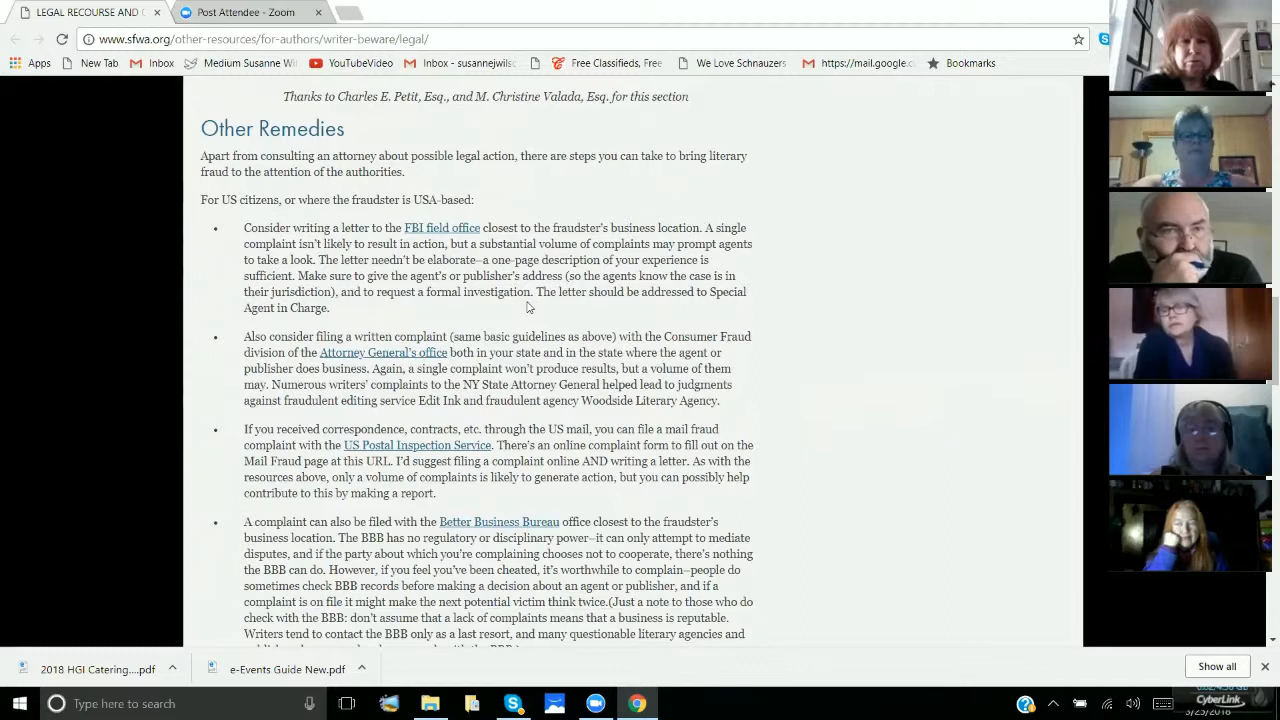 LEGAL RECOURSE AND
Post Attendee - Zoom
www.sfwa.org/other-resources/for-authors/writer-beware/legal/
Apps
New Tab
Inbox
Medium Susanne Wi
YouTubeVideo
Inbox - susannejwils
Free Classifieds, Free
We Love Schnauzers
https://mail.google.c
Bookmarks
Thanks to Charles E. Petit, Esq., and M. Christine Valada, Esq. for this section
Other Remedies
Apart from consulting an attorney about possible legal action, there are steps you can take to bring literary
fraud to the attention of the authorities.
For US citizens, or where the fraudster is USA-based:
Consider writing a letter to the FBI field office closest to the fraudster's business location. A single
complaint isn't likely to result in action, but a substantial volume of complaints may prompt agents
to take a look. The letter needn't be elaborate–a one-page description of your experience is
sufficient. Make sure to give the agent's or publisher's address (so the agents know the case is in
their jurisdiction), and to request a formal investigation. The letter should be addressed to Special
Agent in Charge.
Also consider filing a written complaint (same basic guidelines as above) with the Consumer Fraud
division of the Attorney General's office both in your state and in the state where the agent or
publisher does business. Again, a single complaint won't produce results, but a volume of them
may. Numerous writers' complaints to the NY State Attorney General helped lead to judgments
against fraudulent editing service Edit Ink and fraudulent agency Woodside Literary Agency.
If you received correspondence, contracts, etc. through the US mail, you can file a mail fraud
complaint with the US Postal Inspection Service. There's an online complaint form to fill out on the
Mail Fraud page at this URL. I'd suggest filing a complaint online AND writing a letter. As with the
resources above, only a volume of complaints is likely to generate action, but you can possibly help
contribute to this by making a report.
A complaint can also be filed with the Better Business Bureau office closest to the fraudster's
business location. The BBB has no regulatory or disciplinary power–it can only attempt to mediate
disputes, and if the party about which you're complaining chooses not to cooperate, there's nothing
the BBB can do. However, if you feel you've been cheated, it's worthwhile to complain–people do
sometimes check BBB records before making a decision about an agent or publisher, and if a
complaint is on file it might make the next potential victim think twice.(Just a note to those who do
check with the BBB: don't assume that a lack of complaints means that a business is reputable.
Writers tend to contact the BBB only as a last resort, and many questionable literary agencies and
2018 HGI Catering....pdf
e-Events Guide New.pdf
Show all
Type here to search
CyberLink
3/25/2018